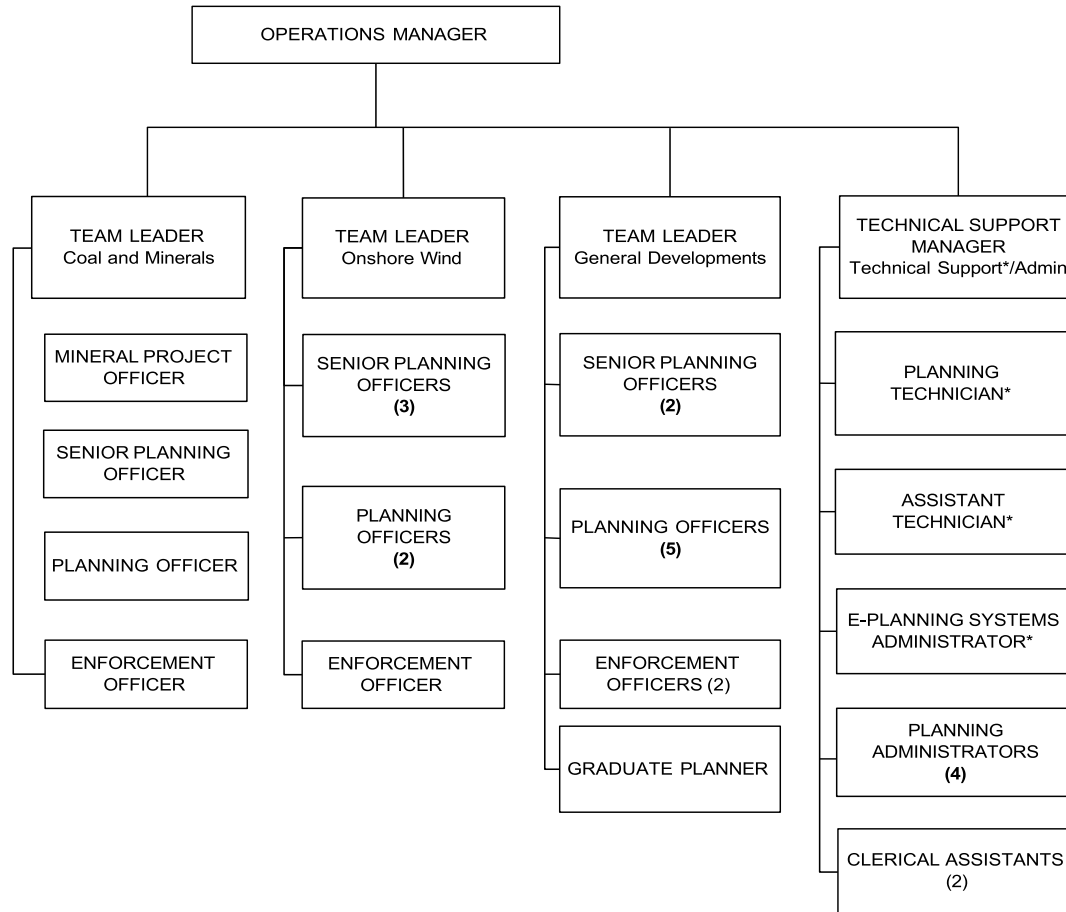 OPERATIONS MANAGER
TEAM LEADER
Coal and Minerals
MINERAL PROJECT
OFFICER
SENIOR PLANNING
OFFICER
PLANNING OFFICER
ENFORCEMENT
OFFICER
TEAM LEADER
Onshore Wind
SENIOR PLANNING
OFFICERS
(3)
PLANNING
OFFICERS
(2)
ENFORCEMENT
OFFICER
TEAM LEADER
General Developments
SENIOR PLANNING
OFFICERS
(2)
PLANNING OFFICERS
(5)
ENFORCEMENT
OFFICERS (2)
GRADUATE PLANNER
TECHNICAL SUPPORT
MANAGER
Technical Support*/Admin
PLANNING
TECHNICIAN*
ASSISTANT
TECHNICIAN*
E-PLANNING SYSTEMS
ADMINISTRATOR*
PLANNING
ADMINISTRATORS
(4)
CLERICAL ASSISTANTS
(2)